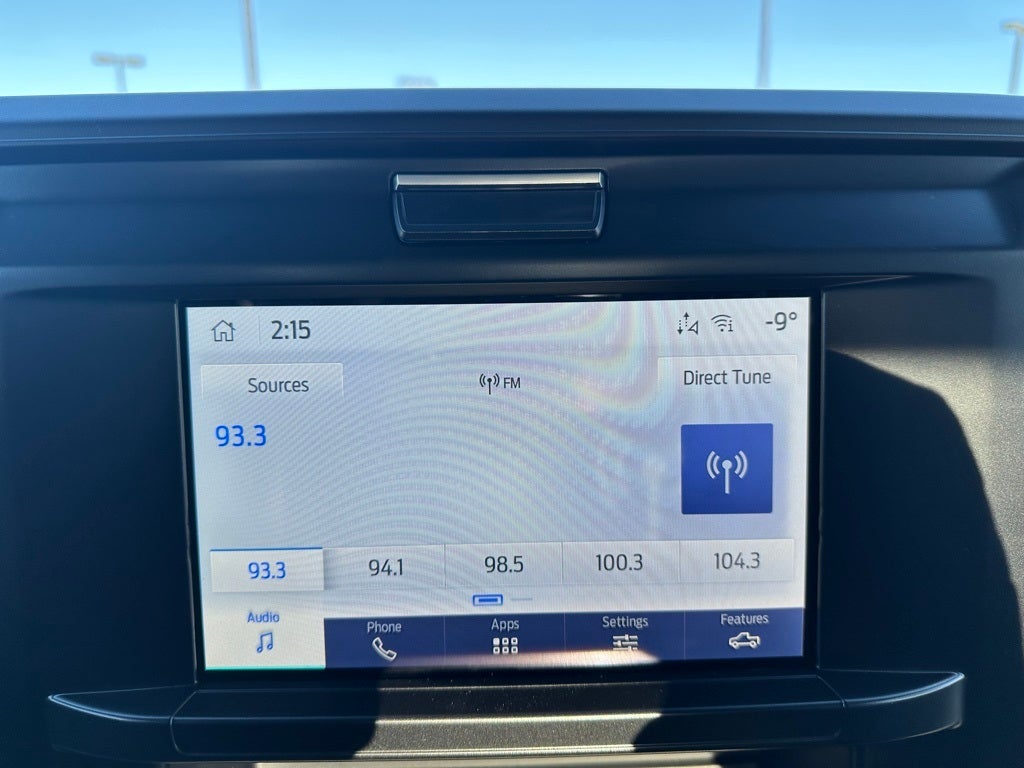 2:15
-9°
Sources
FM
Direct Tune
93.3
93.3
94.1
98.5
100.3
104.3
Audio
Phone
Apps
Settings
Features